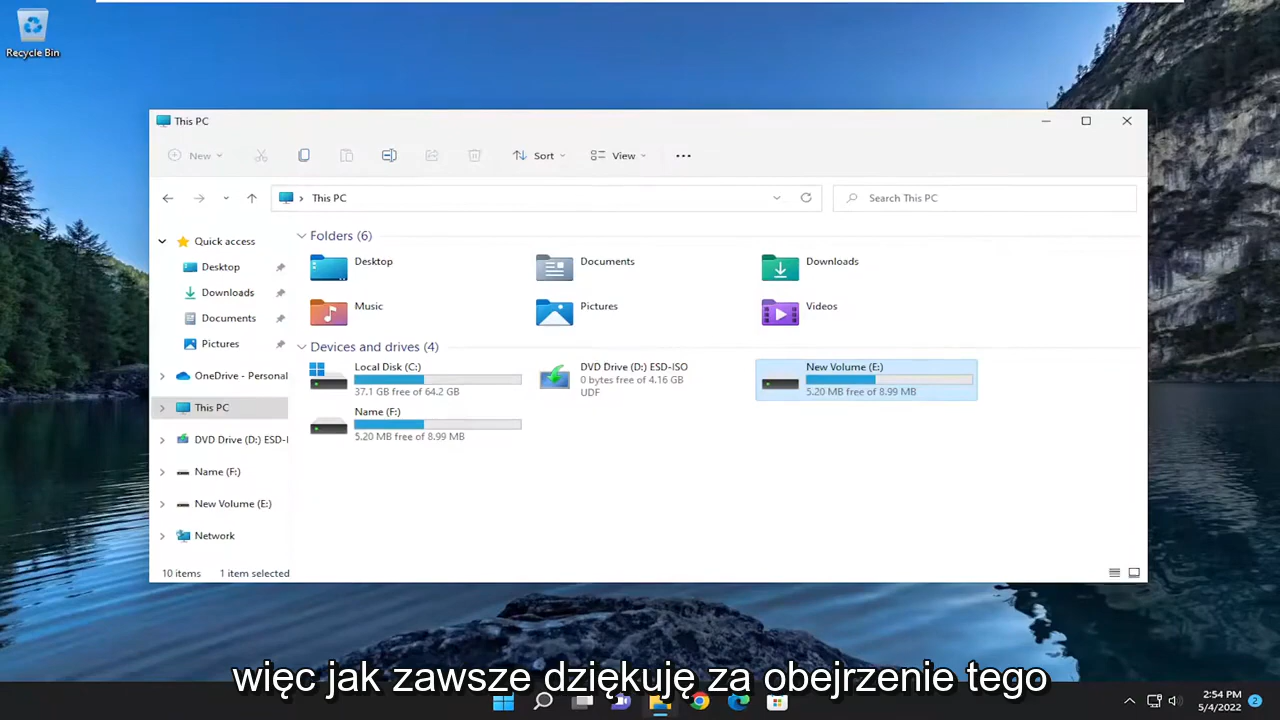 Recycle Bin
This PC
New
Sort
View
This PC
Search This PC
Quick access
Desktop
Downloads
Documents
Pictures
OneDrive - Personal
This PC
DVD Drive (D:) ESD-I
Name (F:)
New Volume (E:)
Network
Folders (6)
Desktop
Documents
Downloads
Music
Pictures
Videos
Devices and drives (4)
Local Disk (C:)
37.1 GB free of 64.2 GB
DVD Drive (D:) ESD-ISO
0 bytes free of 4.16 GB
UDF
New Volume (E:)
5.20 MB free of 8.99 MB
Name (F:)
5.20 MB free of 8.99 MB
10 items
1 item selected
więc jak zawsze dziękuję za obejrzenie tego
2:54 PM
5/4/2022
2